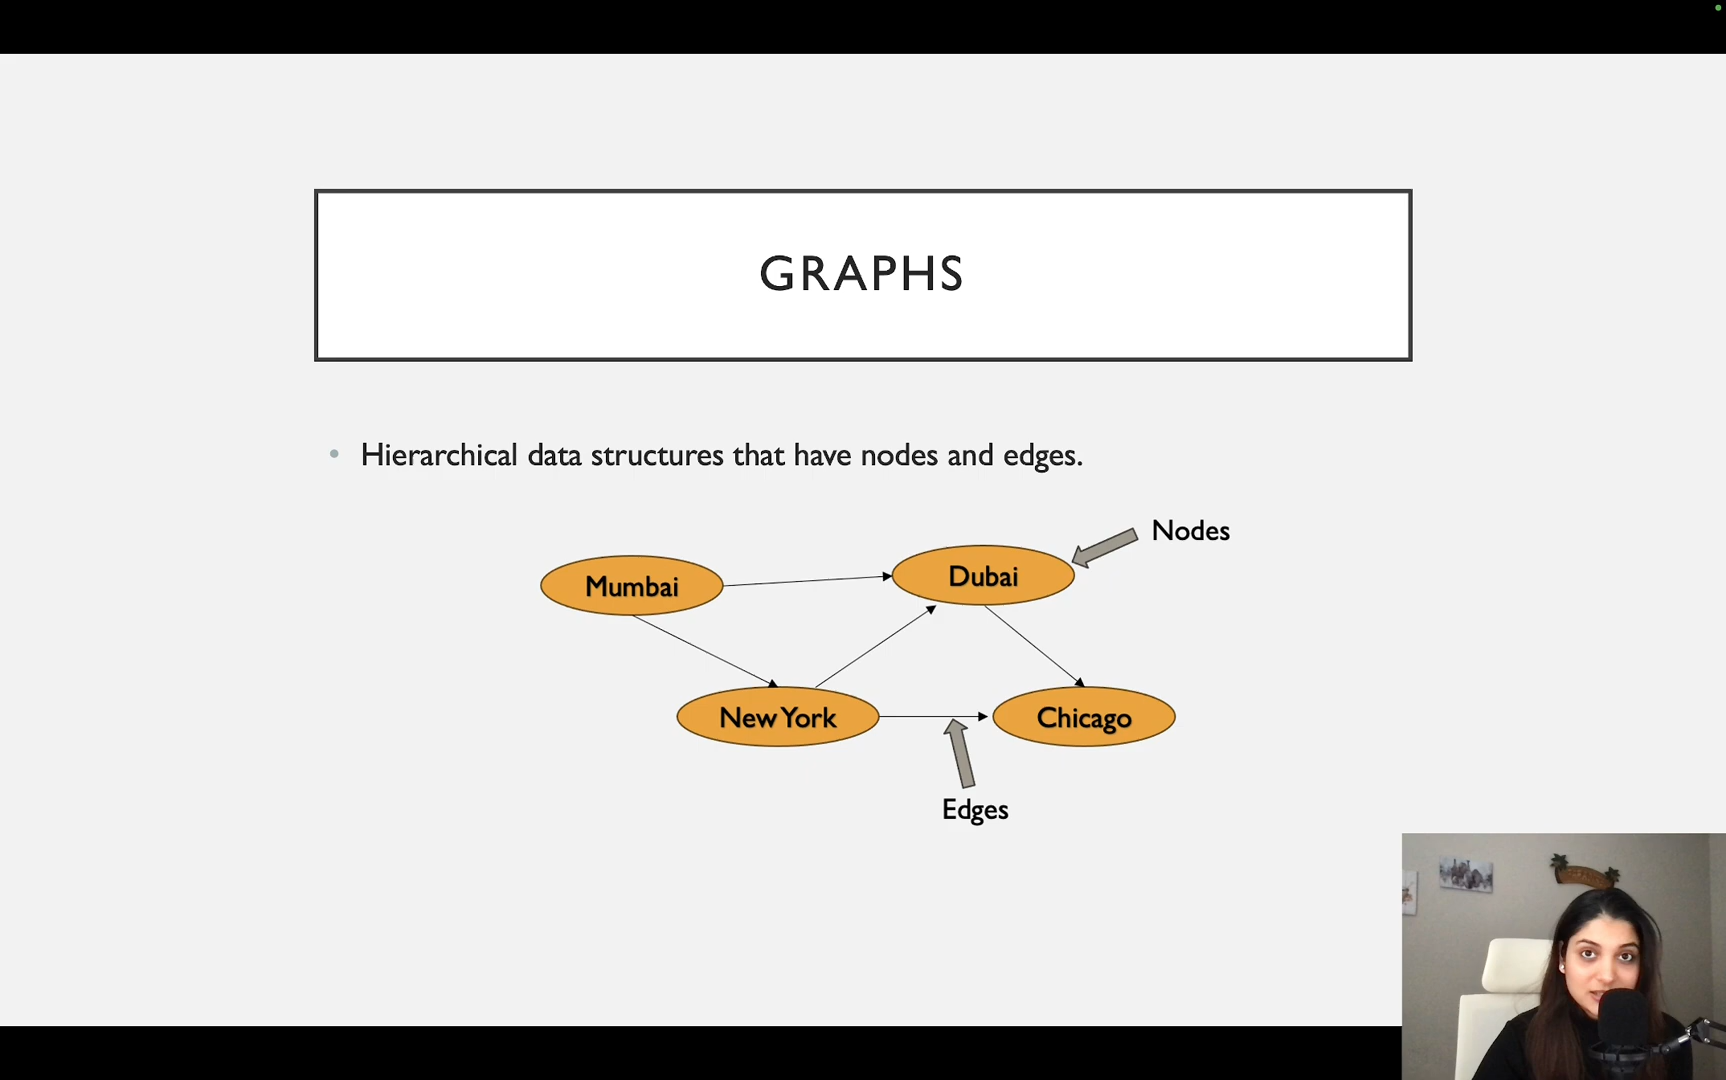 GRAPHS
• Hierarchical data structures that have nodes and edges.
Nodes
Mumbai
Dubai
New York
Chicago
Edges